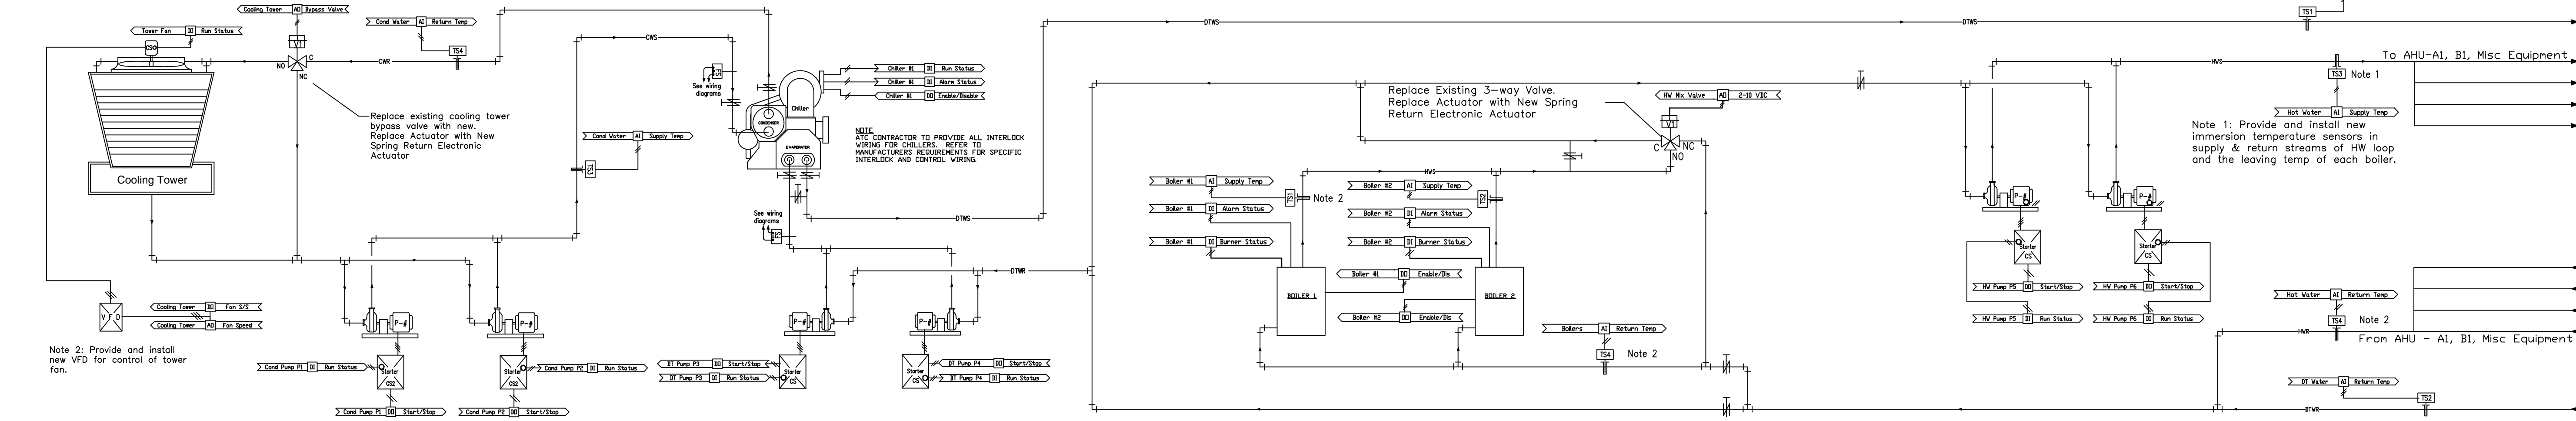 Cooling Tower AO Bypass Valve
Cond Water AI Return Temp
Tower Fan DI Run Status
CS
V1
C
NO
NC
TS4
CWR
CWS
DTWS
DTWS
TS1
Replace existing cooling tower
bypass valve with new.
Replace Actuator with New
Spring Return Electronic
Actuator
Cooling Tower
Cond Water AI Supply Temp
TS3
See wiring
diagrams
FS
Chiller
CONDENSER
EVAPORATOR
Chiller #1 DI Run Status
Chiller #1 DI Alarm Status
Chiller #1 DO Enable/Disable
NOTE
ATC CONTRACTOR TO PROVIDE ALL INTERLOCK
WIRING FOR CHILLERS. REFER TO
MANUFACTURERS REQUIREMENTS FOR SPECIFIC
INTERLOCK AND CONTROL WIRING.
See wiring
diagrams
FS
DTWS
DTWR
VFD
Cooling Tower DO Fan S/S
Cooling Tower AO Fan Speed
Note 2: Provide and install
new VFD for control of tower
fan.
P-#
P-#
P-#
P-#
Starter
CS2
Starter
CS2
Starter
CS
Starter
CS
Cond Pump P1 DI Run Status
Cond Pump P2 DI Run Status
Cond Pump P1 DO Start/Stop
Cond Pump P2 DO Start/Stop
DT Pump P3 DO Start/Stop
DT Pump P3 DI Run Status
DT Pump P4 DO Start/Stop
DT Pump P4 DI Run Status
Replace Existing 3-way Valve.
Replace Actuator with New Spring
Return Electronic Actuator
HW Mix Valve AO 2-10 VDC
V1
C
NC
NO
HWS
Boiler #1 AI Supply Temp
Boiler #1 DI Alarm Status
Boiler #1 DI Burner Status
TS1
Note 2
Boiler #2 AI Supply Temp
Boiler #2 DI Alarm Status
Boiler #2 DI Burner Status
TS2
Boiler #1 DO Enable/Dis
Boiler #2 DO Enable/Dis
BOILER 1
BOILER 2
Boilers AI Return Temp
TS4
Note 2
HWS
To AHU-A1, B1, Misc Equipment
TS3
Note 1
Hot Water AI Supply Temp
Note 1: Provide and install new
immersion temperature sensors in
supply & return streams of HW loop
and the leaving temp of each boiler.
P-#
P-#
Starter
CS
Starter
CS
HW Pump P5 DO Start/Stop
HW Pump P5 DI Run Status
HW Pump P6 DO Start/Stop
HW Pump P6 DI Run Status
Hot Water AI Return Temp
TS4
Note 2
HWR
From AHU - A1, B1, Misc Equipment
DT Water AI Return Temp
TS2
DTWR